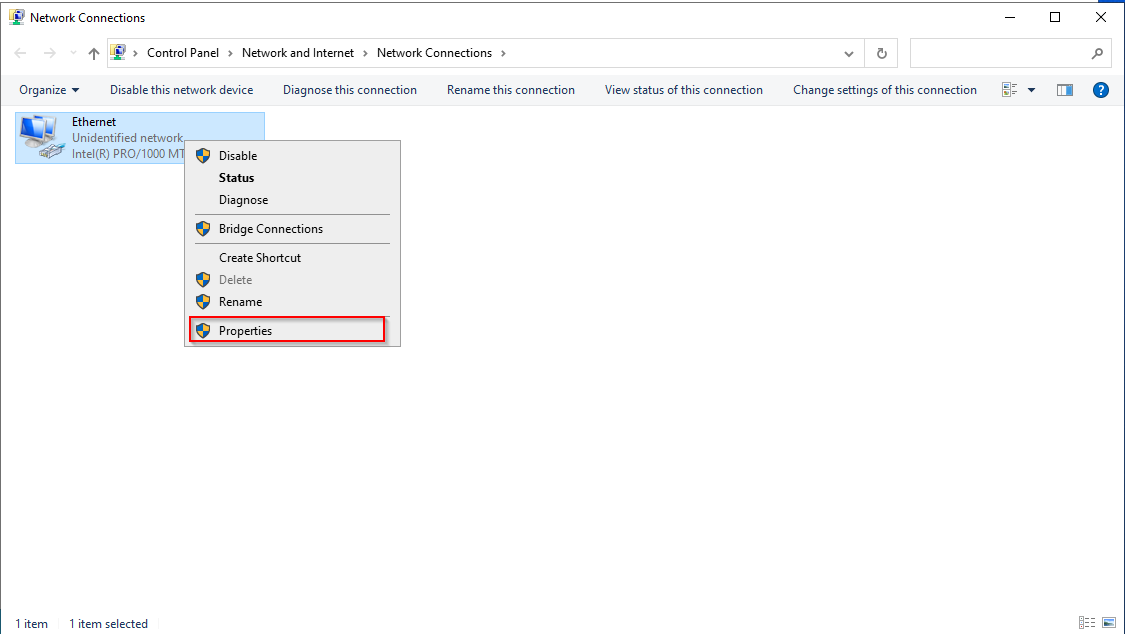 Network Connections
Control Panel > Network and Internet > Network Connections >
Organize Disable this network device Diagnose this connection Rename this connection View status of this connection Change settings of this connection ?
Ethernet
Unidentified network
Intel(R) PRO/1000 MT
Disable
Status
Diagnose
Bridge Connections
Create Shortcut
Delete
Rename
Properties
1 item 1 item selected